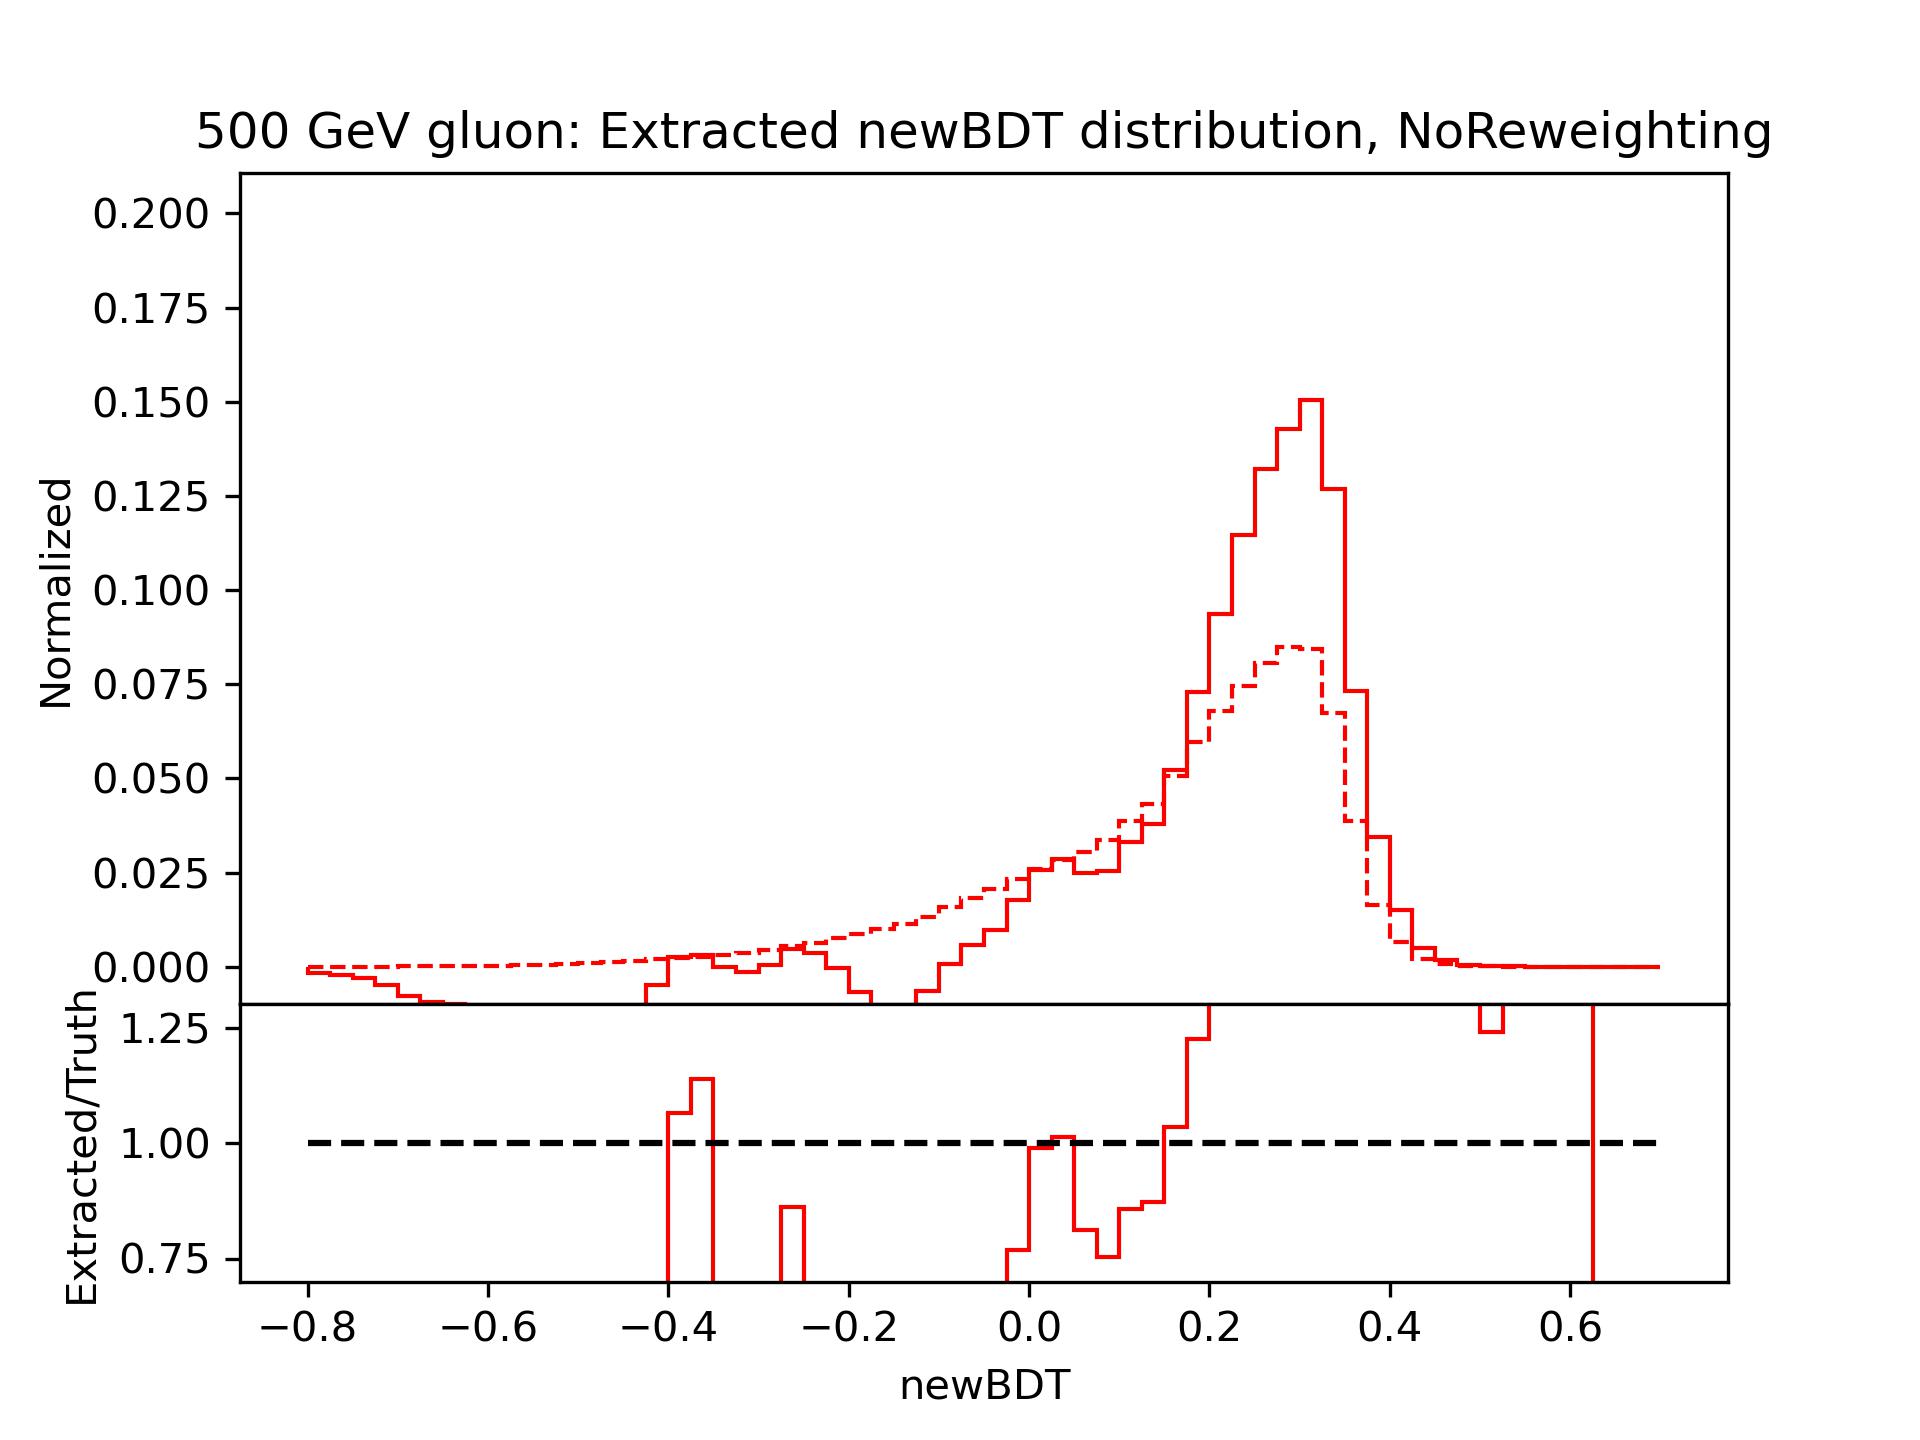 500 GeV gluon: Extracted newBDT distribution, NoReweighting
0.200
0.175
0.150
0.125
0.100
0.075
0.050
0.025
0.000
Normalized
1.25
1.00
0.75
Extracted/Truth
−0.8 −0.6 −0.4 −0.2 0.0 0.2 0.4 0.6
newBDT